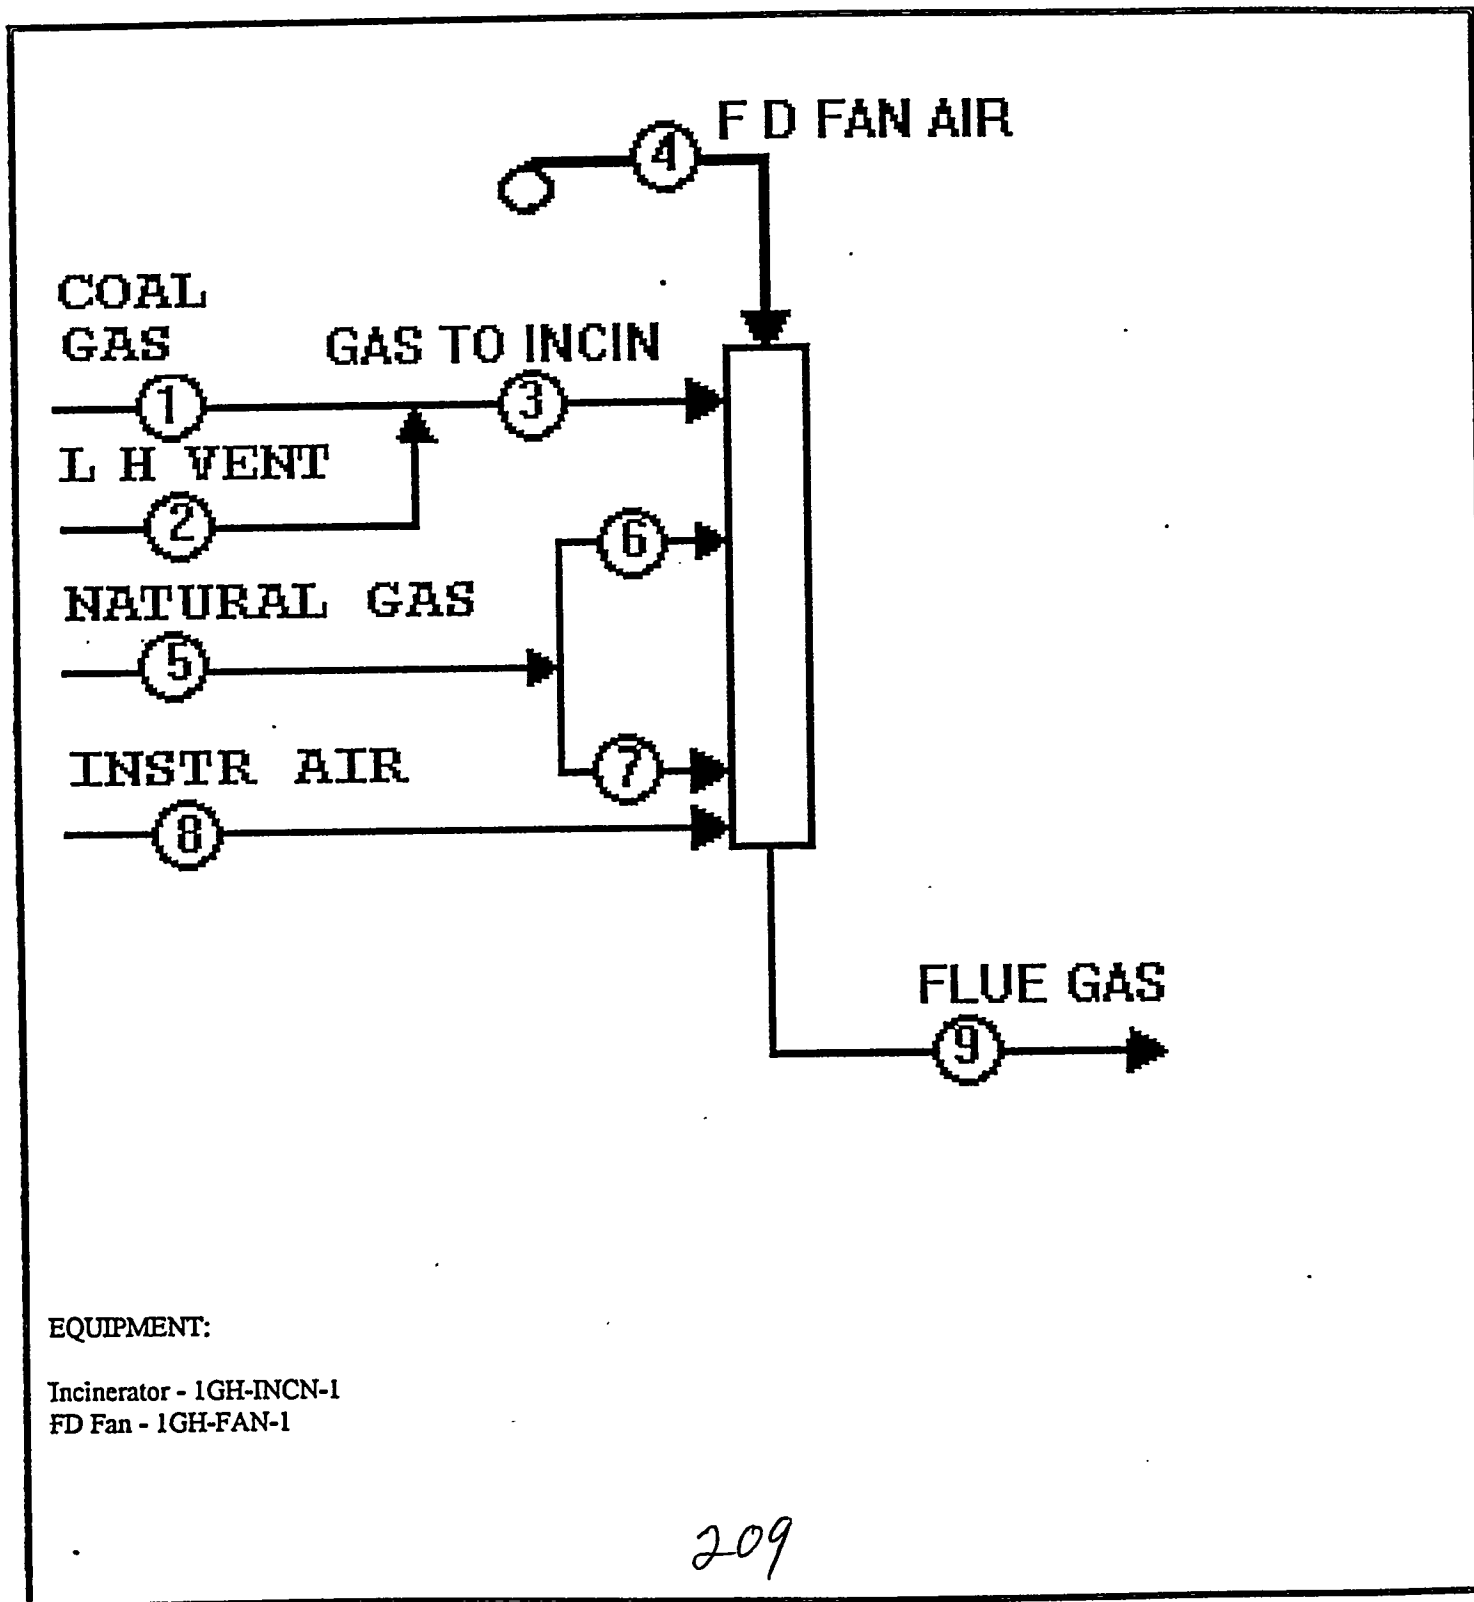 F D FAN AIR
4
COAL
GAS
GAS TO INCIN
1
3
L H VENT
2
6
NATURAL GAS
5
INSTR AIR
7
8
FLUE GAS
9
EQUIPMENT:
Incinerator - 1GH-INCN-1
FD Fan - 1GH-FAN-1
209